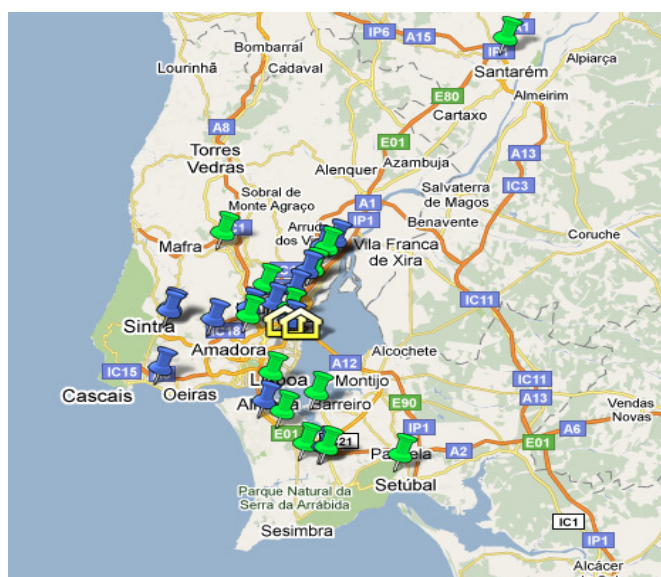 IP6
A15
A1
IP1
Bombarral
Lourinhã
Cadaval
Santarém
Alpiarça
E80
Almeirim
Cartaxo
A8
E01
Torres
Vedras
Azambuja
A13
Alenquer
IC3
Sobral de
Monte Agraço
A1
Salvaterra
de Magos
IP1
Benavente
Coruche
Mafra
Vila Franca
de Xira
IC11
Sintra
IC18
Amadora
A12
Alcochete
IC15
Lisboa
Montijo
IC11
Cascais
Oeiras
Barreiro
E90
A13
Vendas
Novas
E01
IP1
A6
A2
E01
Setúbal
Parque Natural da
Serra da Arrábida
IC1
Sesimbra
IP1
Alcácer